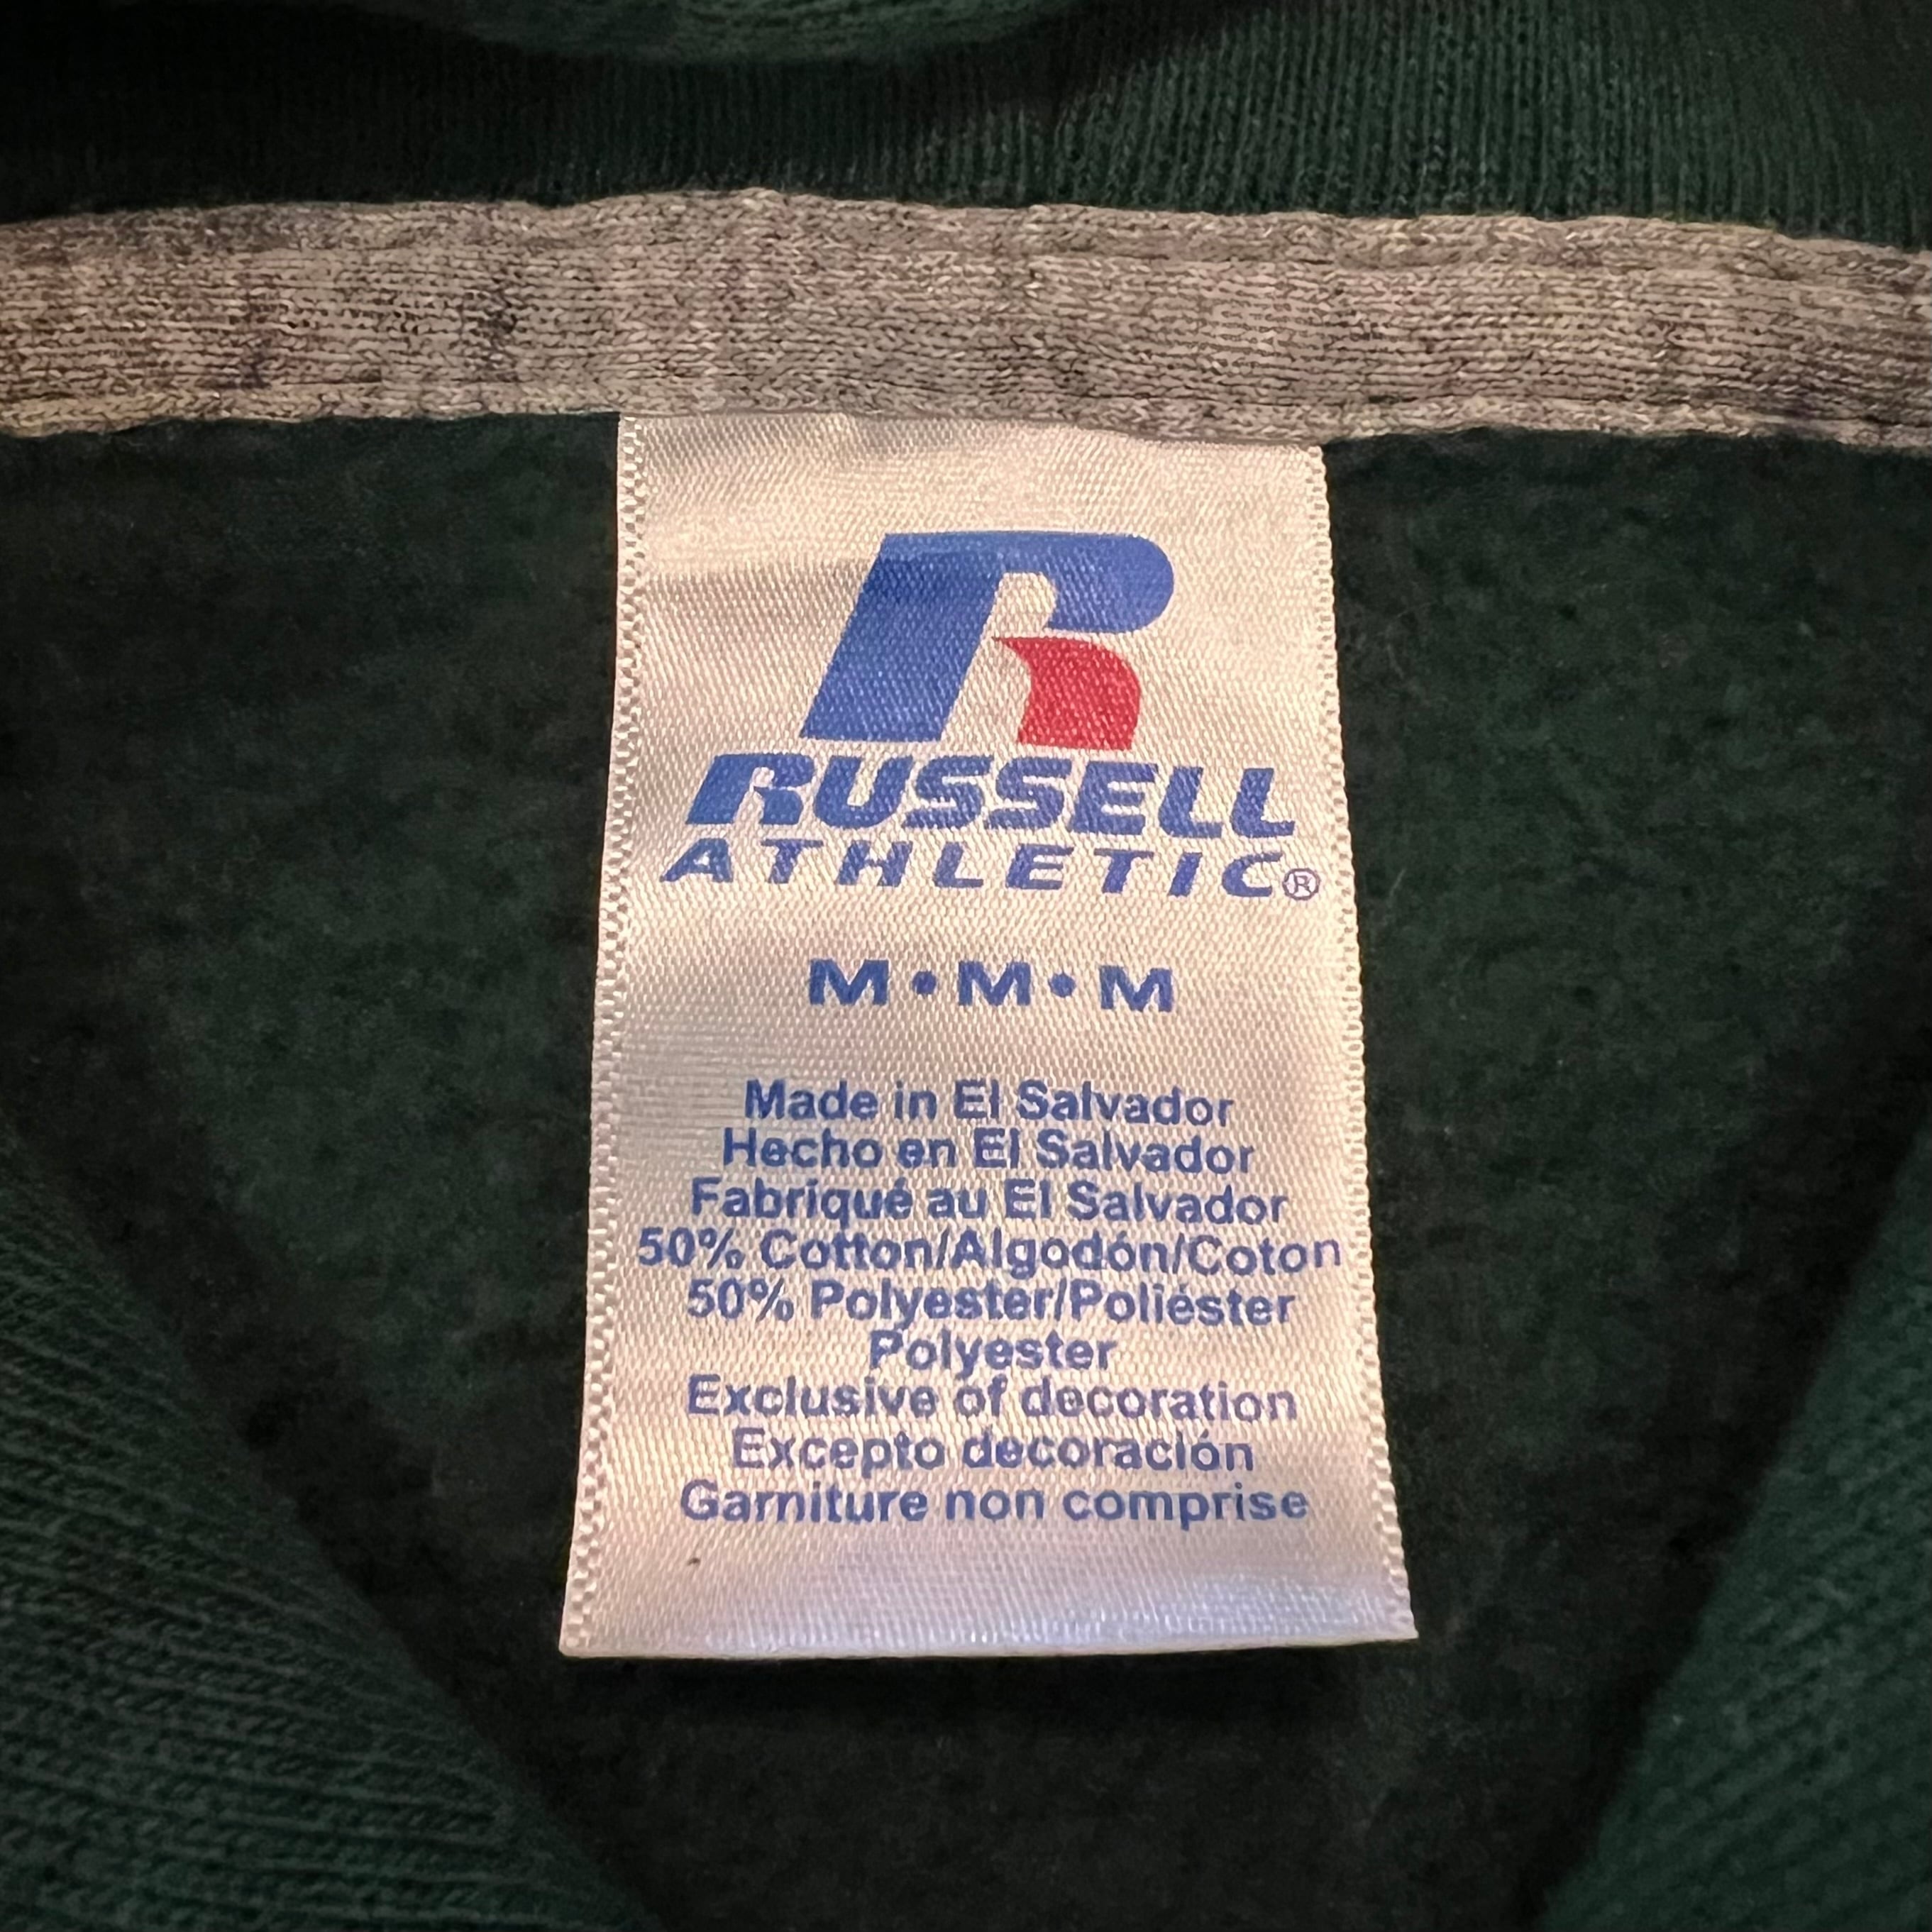 R
RUSSELL
ATHLETIC®
M•M•M
Made in El Salvador
Hecho en El Salvador
Fabriqué au El Salvador
50% Cotton/Algodón/Coton
50% Polyester/Poliéster
Polyester
Exclusive of decoration
Excepto decoración
Garniture non comprise